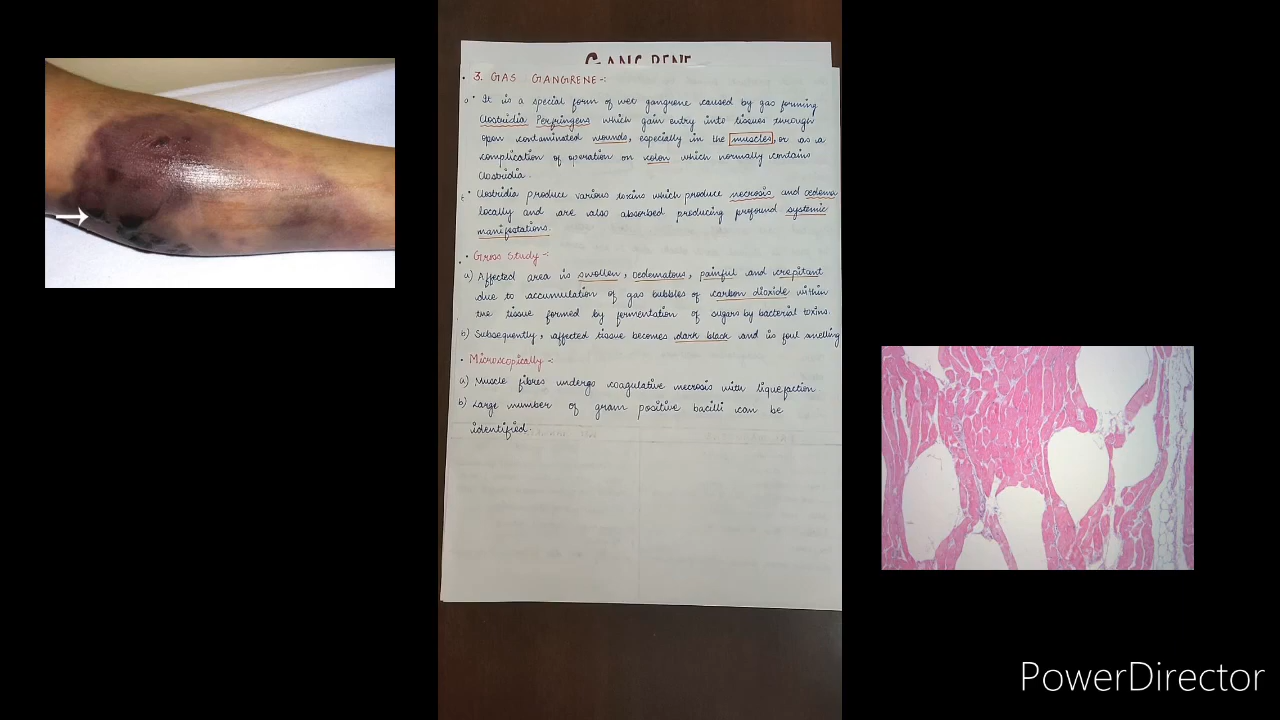 GANGRENE
• 3. GAS GANGRENE -:
• It is a special form of wet gangrene caused by gas forming
Clostridia Perfringens which gain entry into tissues through
open contaminated wounds, especially in the muscles, or as a
complication of operation on colon which normally contains
Clostridia.
• Clostridia produce various toxins which produce necrosis and oedema
locally and are also absorbed producing profound systemic
manifestations.
• Gross Study -:
a) Affected area is swollen, oedematous, painful and crepitant
due to accumulation of gas bubbles of carbon dioxide within
the tissue formed by fermentation of sugars by bacterial toxins.
b) Subsequently, affected tissue becomes dark black and is foul smelling
• Microscopically -:
a) Muscle fibres undergo coagulative necrosis with liquefaction
b) Large number of gram positive bacilli can be
identified.
PowerDirector